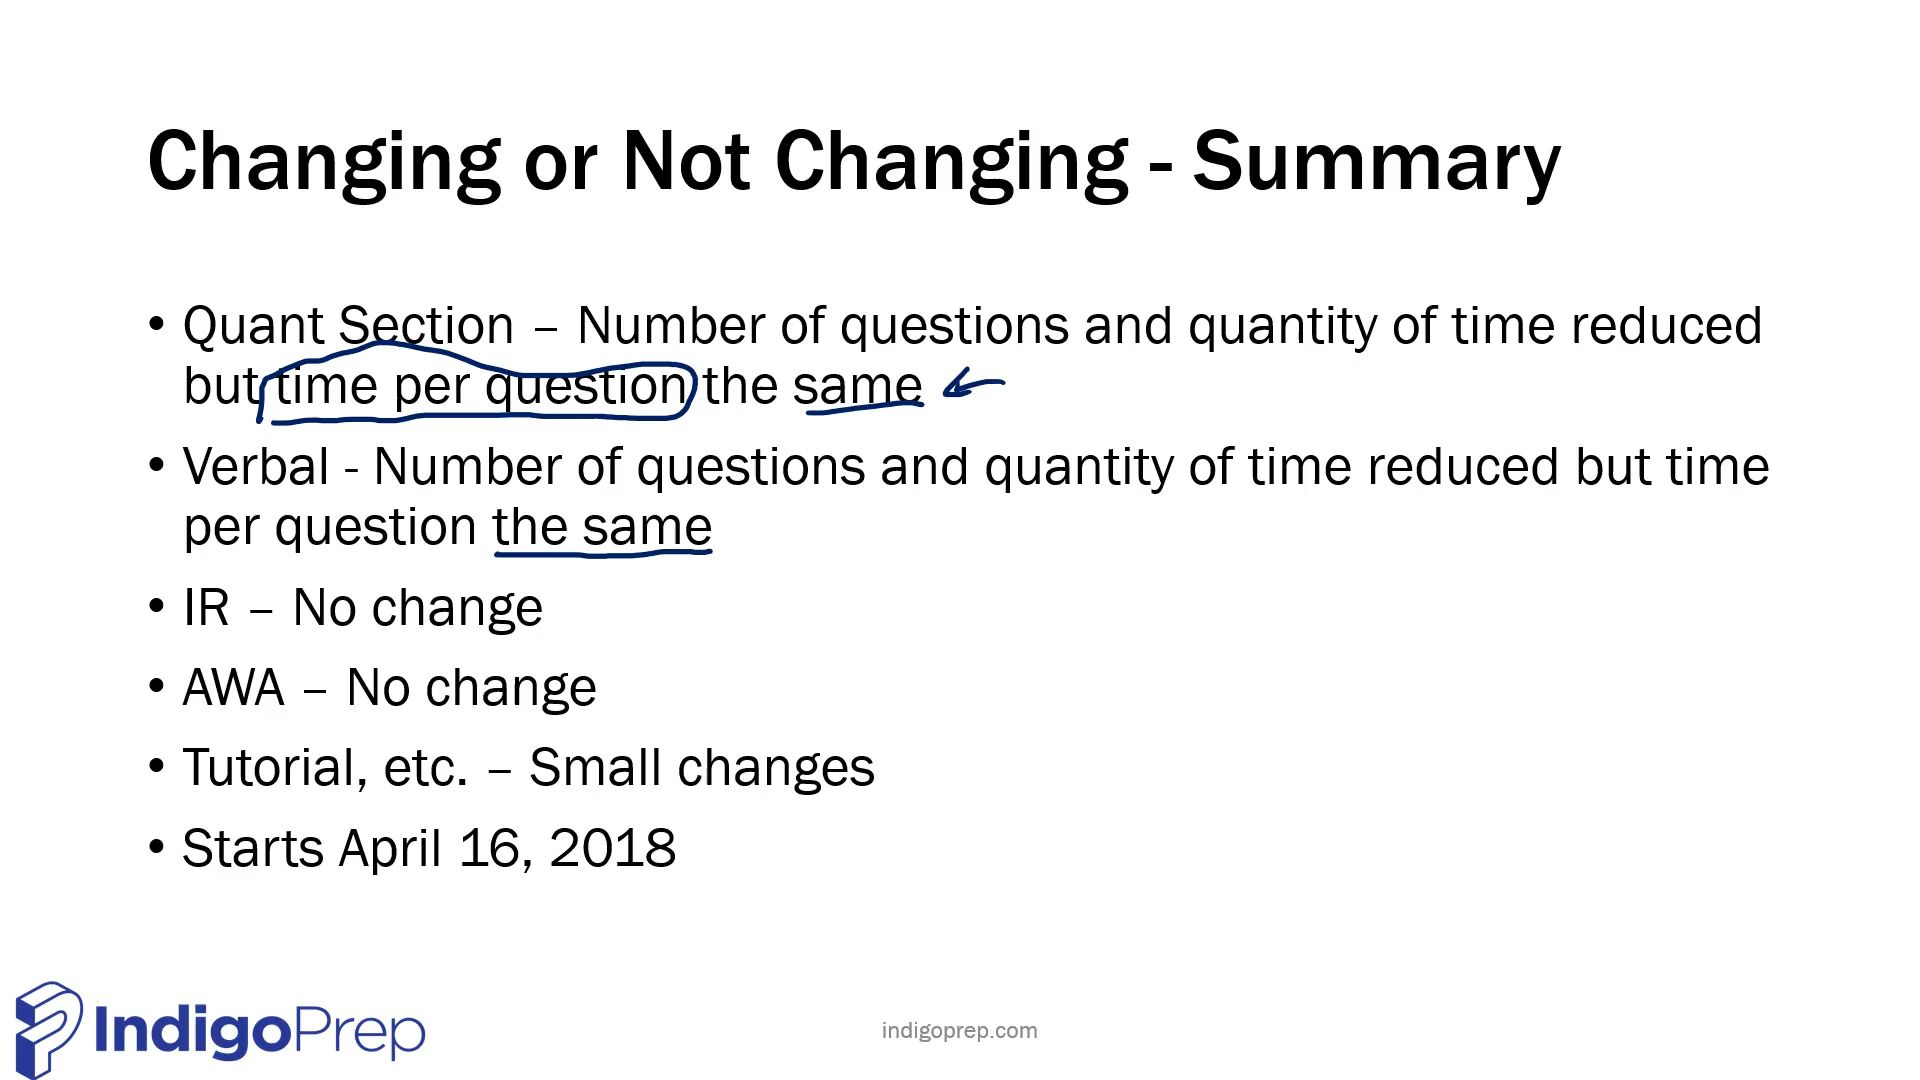 Changing or Not Changing - Summary
• Quant Section – Number of questions and quantity of time reduced
but time per question the same
• Verbal - Number of questions and quantity of time reduced but time
per question the same
• IR – No change
• AWA – No change
• Tutorial, etc. – Small changes
• Starts April 16, 2018
IndigoPrep
indigoprep.com